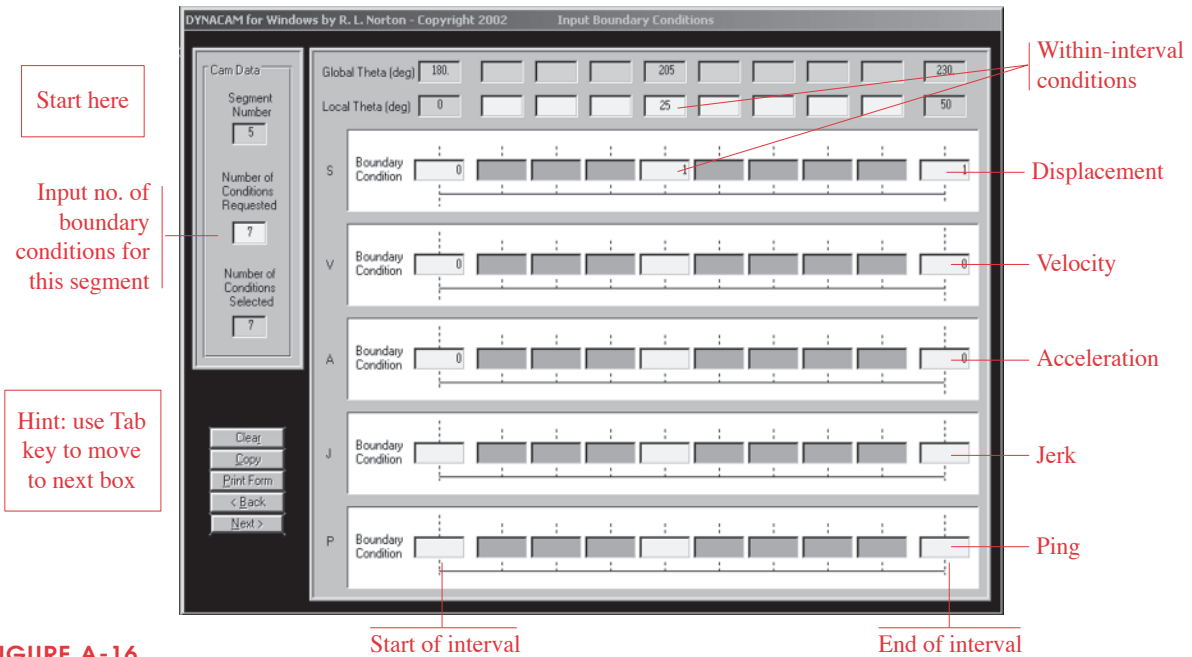 DYNACAM for Windows by R. L. Norton - Copyright 2002 Input Boundary Conditions
Start here
Input no. of
boundary
conditions for
this segment
Hint: use Tab
key to move
to next box
Cam Data
Segment
Number
5
Number of
Conditions
Requested
7
Number of
Conditions
Selected
7
Clear
Copy
Print Form
< Back
Next >
Global Theta (deg) 180. 205 230.
Local Theta (deg) 0 25 50
S Boundary
Condition 0 1 1
V Boundary
Condition 0 0
A Boundary
Condition 0 0
J Boundary
Condition
P Boundary
Condition
Within-interval
conditions
Displacement
Velocity
Acceleration
Jerk
Ping
Start of interval
End of interval